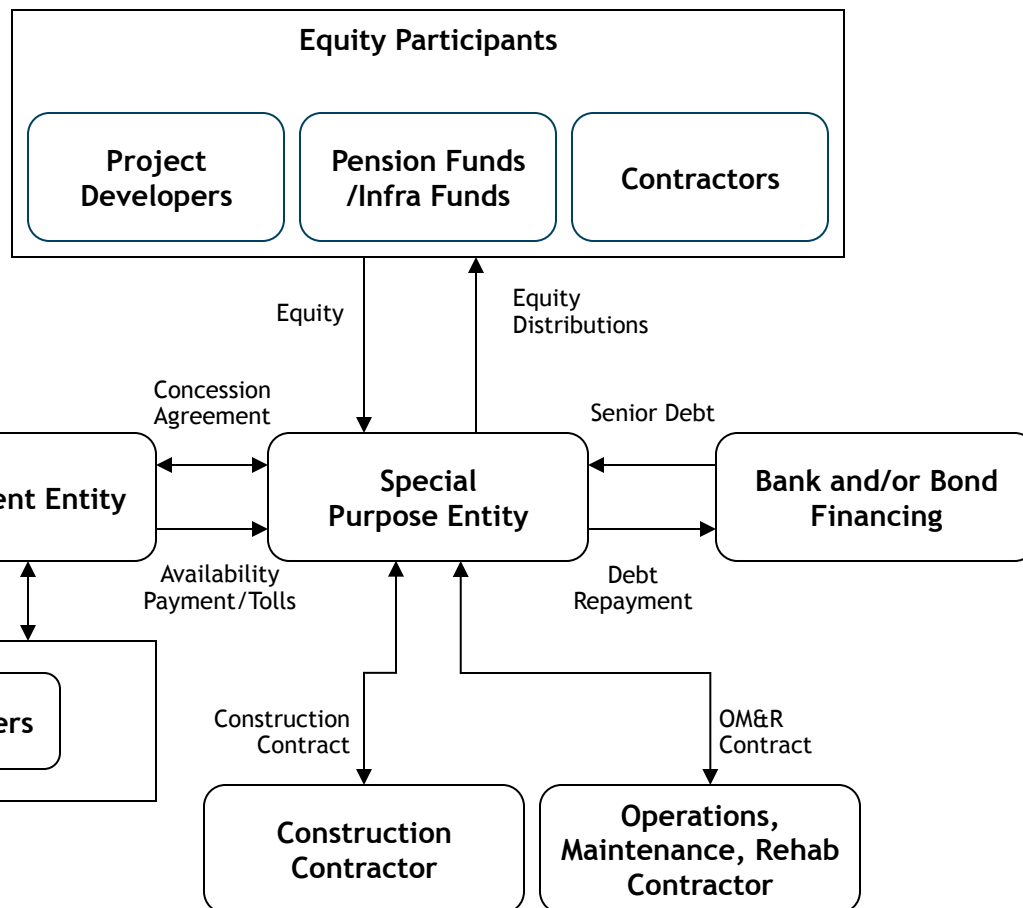 Equity Participants
Project
Developers
Pension Funds
/Infra Funds
Contractors
Equity
Equity
Distributions
Concession
Agreement
Senior Debt
ent Entity
Special
Purpose Entity
Bank and/or Bond
Financing
Availability
Payment/Tolls
Debt
Repayment
ers
Construction
Contract
OM&R
Contract
Construction
Contractor
Operations,
Maintenance, Rehab
Contractor